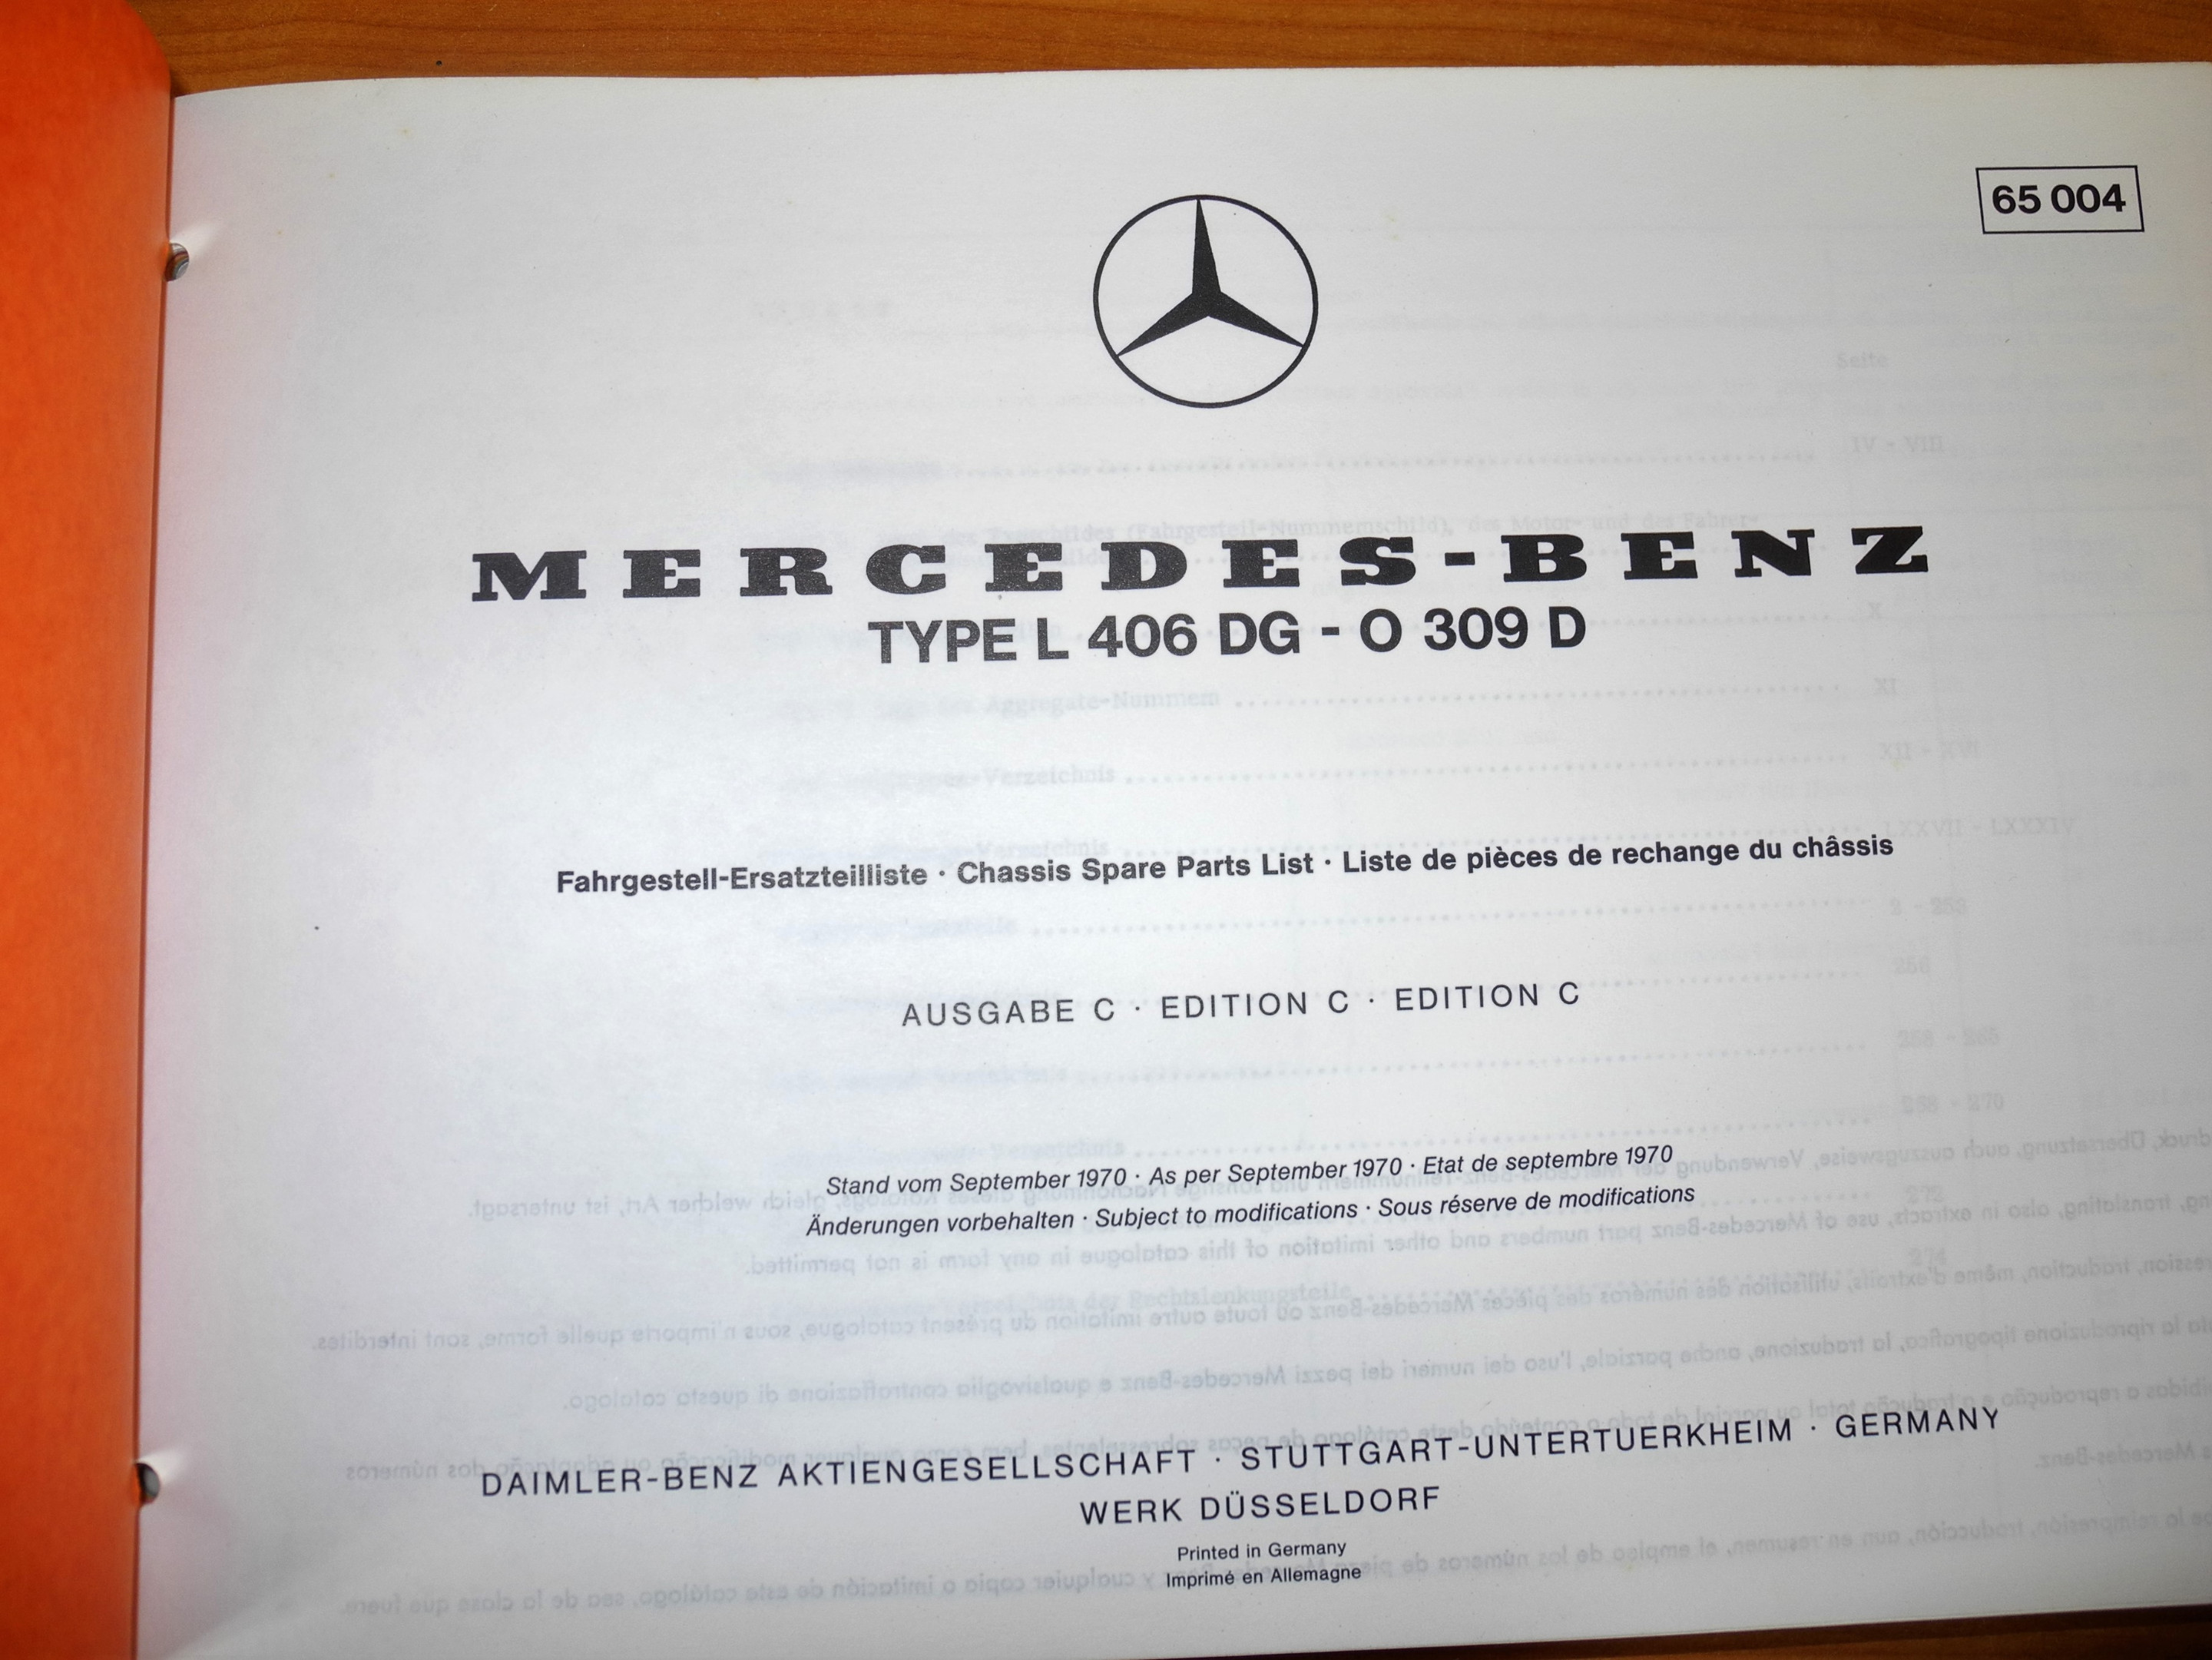 65 004
MERCEDES-BENZ
TYPE L 406 DG - O 309 D
Fahrgestell-Ersatzteilliste · Chassis Spare Parts List · Liste de pièces de rechange du châssis
AUSGABE C · EDITION C · EDITION C
Stand vom September 1970 · As per September 1970 · Etat de septembre 1970
Änderungen vorbehalten · Subject to modifications · Sous réserve de modifications
DAIMLER-BENZ AKTIENGESELLSCHAFT · STUTTGART-UNTERTUERKHEIM · GERMANY
WERK DÜSSELDORF
Printed in Germany
Imprimé en Allemagne